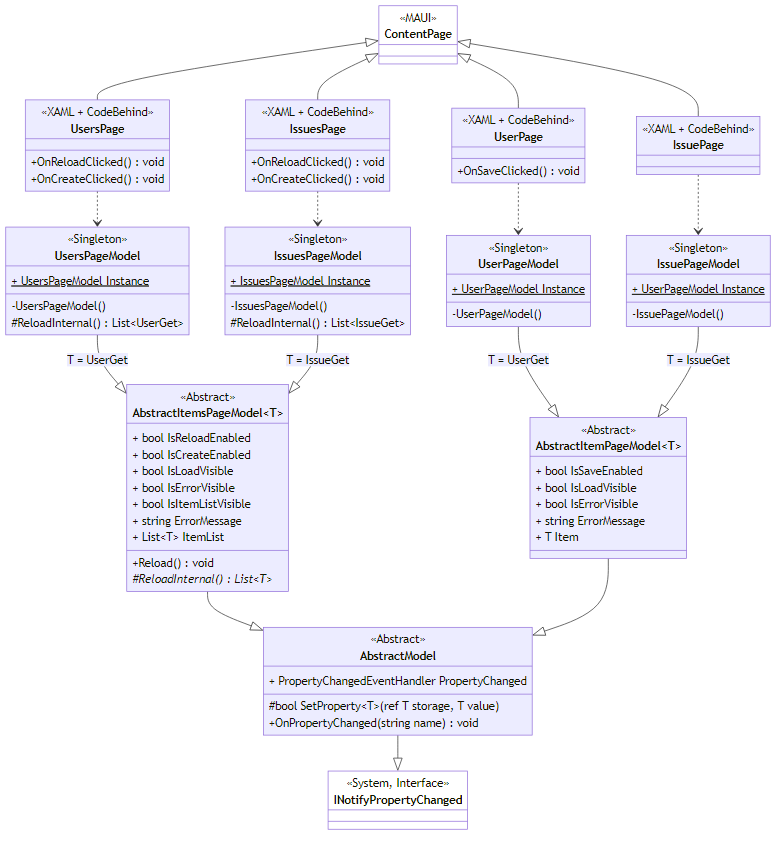 «MAUI»
ContentPage
«XAML + CodeBehind»
UsersPage
+OnReloadClicked() : void
+OnCreateClicked() : void
«XAML + CodeBehind»
IssuesPage
+OnReloadClicked() : void
+OnCreateClicked() : void
«XAML + CodeBehind»
UserPage
+OnSaveClicked() : void
«XAML + CodeBehind»
IssuePage
«Singleton»
UsersPageModel
+ UsersPageModel Instance
-UsersPageModel()
#ReloadInternal() : List<UserGet>
«Singleton»
IssuesPageModel
+ IssuesPageModel Instance
-IssuesPageModel()
#ReloadInternal() : List<IssueGet>
«Singleton»
UserPageModel
+ UserPageModel Instance
-UserPageModel()
«Singleton»
IssuePageModel
+ UserPageModel Instance
-IssuePageModel()
T = UserGet
T = IssueGet
T = UserGet
T = IssueGet
«Abstract»
AbstractItemsPageModel<T>
+ bool IsReloadEnabled
+ bool IsCreateEnabled
+ bool IsLoadVisible
+ bool IsErrorVisible
+ bool IsItemListVisible
+ string ErrorMessage
+ List<T> ItemList
+Reload() : void
#ReloadInternal() : List<T>
«Abstract»
AbstractItemPageModel<T>
+ bool IsSaveEnabled
+ bool IsLoadVisible
+ bool IsErrorVisible
+ string ErrorMessage
+ T Item
«Abstract»
AbstractModel
+ PropertyChangedEventHandler PropertyChanged
#bool SetProperty<T>(ref T storage, T value)
+OnPropertyChanged(string name) : void
«System, Interface»
INotifyPropertyChanged